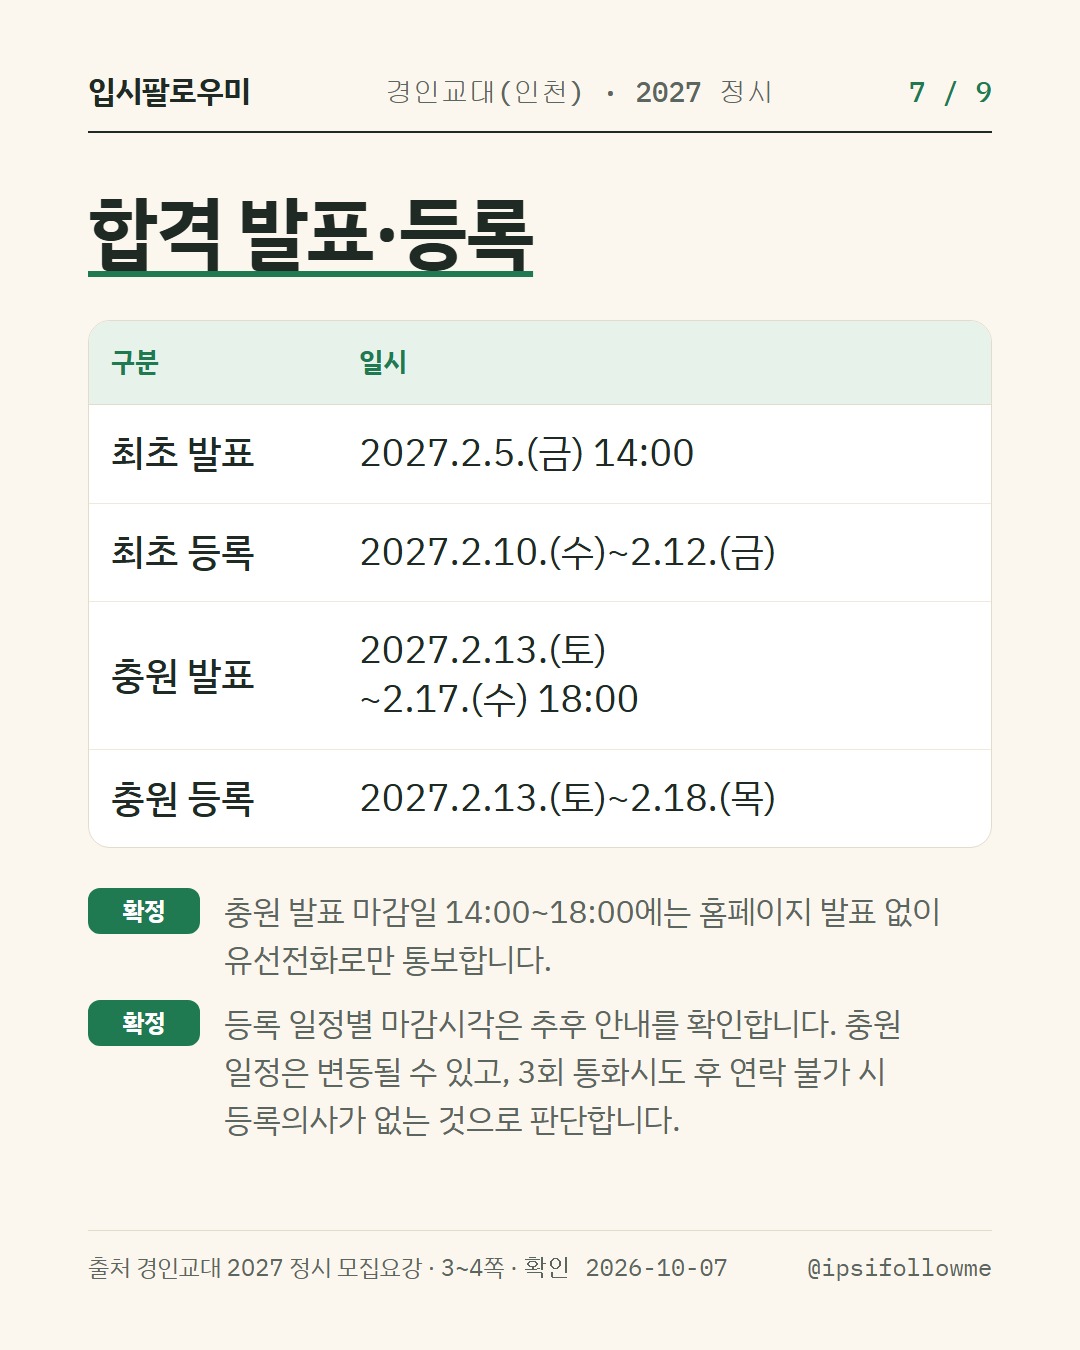 입시팔로우미
경인교대(인천) · 2027 정시
7 / 9
합격 발표·등록
구분 일시
최초 발표 2027.2.5.(금) 14:00
최초 등록 2027.2.10.(수)~2.12.(금)
충원 발표 2027.2.13.(토)
~2.17.(수) 18:00
충원 등록 2027.2.13.(토)~2.18.(목)
확정 충원 발표 마감일 14:00~18:00에는 홈페이지 발표 없이
유선전화로만 통보합니다.
확정 등록 일정별 마감시각은 추후 안내를 확인합니다. 충원
일정은 변동될 수 있고, 3회 통화시도 후 연락 불가 시
등록의사가 없는 것으로 판단합니다.
출처 경인교대 2027 정시 모집요강 · 3~4쪽 · 확인 2026-10-07
@ipsifollowme